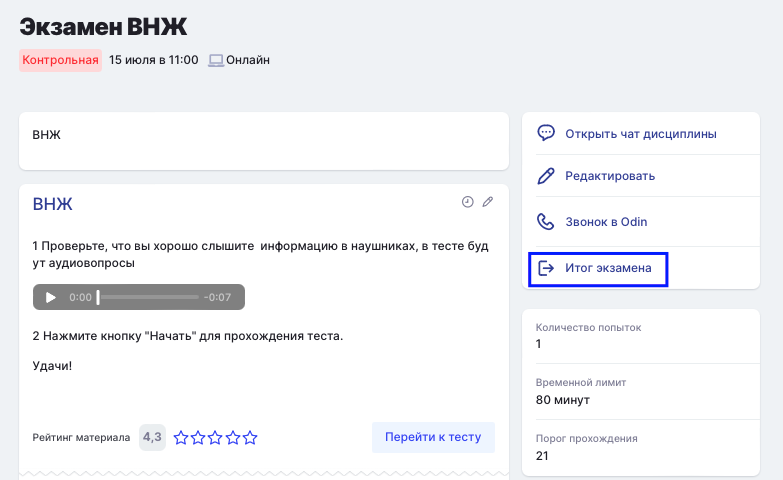 Экзамен ВНЖ
Контрольная 15 июля в 11:00 Онлайн
ВНЖ
ВНЖ
1 Проверьте, что вы хорошо слышите информацию в наушниках, в тесте буд
ут аудиовопросы
0:00 -0:07
2 Нажмите кнопку "Начать" для прохождения теста.
Удачи!
Рейтинг материала 4,3 Перейти к тесту
Открыть чат дисциплины
Редактировать
Звонок в Odin
Итог экзамена
Количество попыток
1
Временной лимит
80 минут
Порог прохождения
21